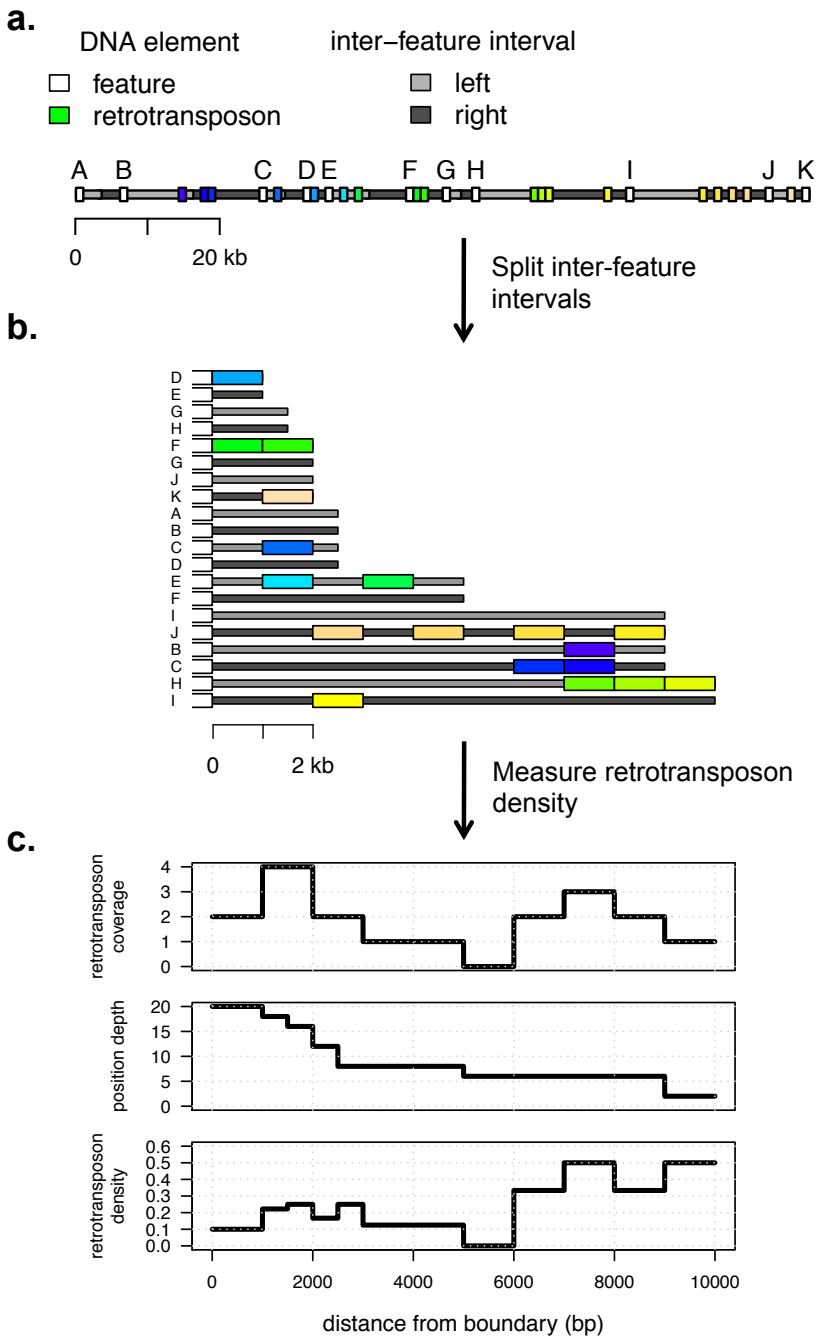 a.
DNA element
inter–feature interval
feature
left
retrotransposon
right
A B C D E F G H I J K
0 20 kb
Split inter-feature
intervals
b.
D
E
G
H
F
G
J
K
A
B
C
D
E
F
I
J
B
C
H
I
0 2 kb
Measure retrotransposon
density
c.
retrotransposon
coverage
4
3
2
1
0
position depth
20
15
10
5
0
retrotransposon
density
0.6
0.5
0.4
0.3
0.2
0.1
0.0
0 2000 4000 6000 8000 10000
distance from boundary (bp)